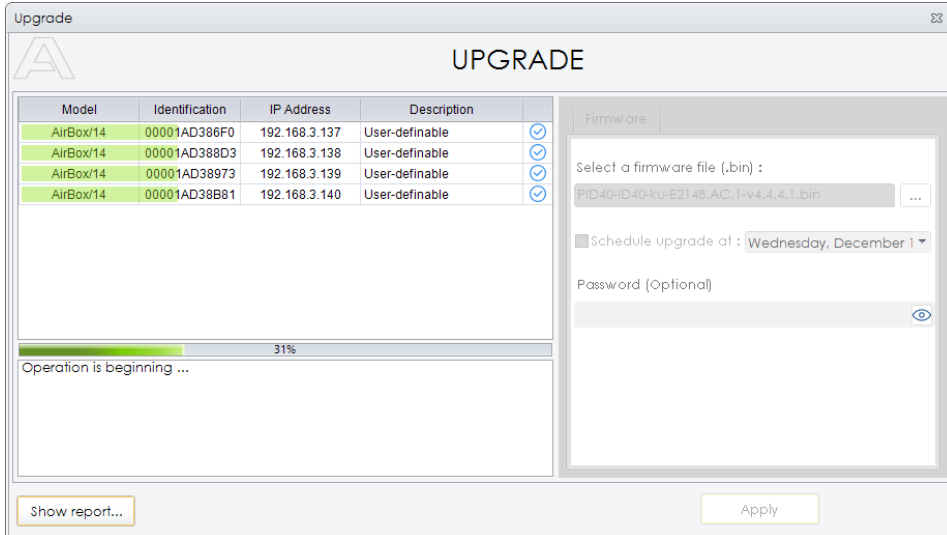 Upgrade
UPGRADE
Model Identification IP Address Description
AirBox/14 00001AD386F0 192.168.3.137 User-definable
AirBox/14 00001AD388D3 192.168.3.138 User-definable
AirBox/14 00001AD38973 192.168.3.139 User-definable
AirBox/14 00001AD38B81 192.168.3.140 User-definable
31%
Operation is beginning ...
Firmware
Select a firmware file (.bin) :
PID40-ID40-ku-E2148.AC.1-v4.4.4.1.bin ...
Schedule upgrade at : Wednesday, December 1
Password (Optional)
Show report...
Apply